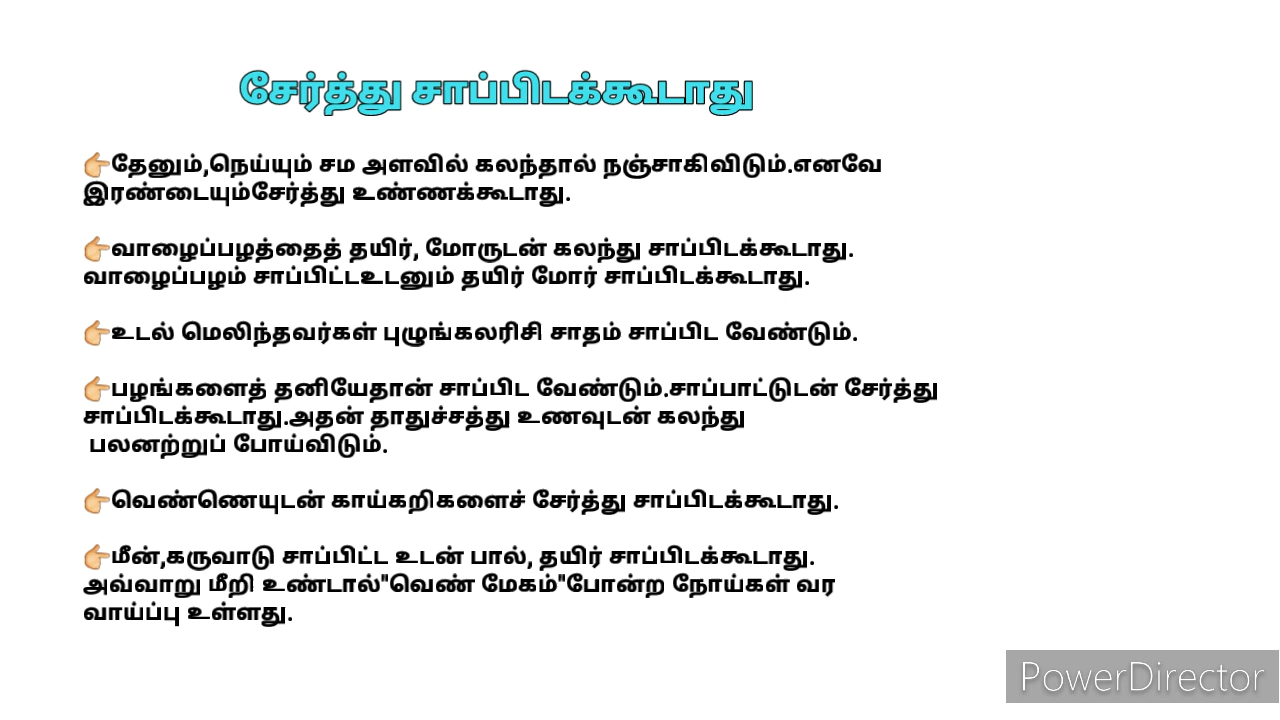 சேர்த்து சாப்பிடக்கூடாது
👉தேனும்,நெய்யும் சம அளவில் கலந்தால் நஞ்சாகிவிடும்.எனவே
இரண்டையும்சேர்த்து உண்ணக்கூடாது.
👉வாழைப்பழத்தைத் தயிர், மோருடன் கலந்து சாப்பிடக்கூடாது.
வாழைப்பழம் சாப்பிட்டஉடனும் தயிர் மோர் சாப்பிடக்கூடாது.
👉உடல் மெலிந்தவர்கள் புழுங்கலரிசி சாதம் சாப்பிட வேண்டும்.
👉பழங்களைத் தனியேதான் சாப்பிட வேண்டும்.சாப்பாட்டுடன் சேர்த்து
சாப்பிடக்கூடாது.அதன் தாதுச்சத்து உணவுடன் கலந்து
பலனற்றுப் போய்விடும்.
👉வெண்ணெயுடன் காய்கறிகளைச் சேர்த்து சாப்பிடக்கூடாது.
👉மீன்,கருவாடு சாப்பிட்ட உடன் பால், தயிர் சாப்பிடக்கூடாது.
அவ்வாறு மீறி உண்டால்"வெண் மேகம்"போன்ற நோய்கள் வர
வாய்ப்பு உள்ளது.
PowerDirector